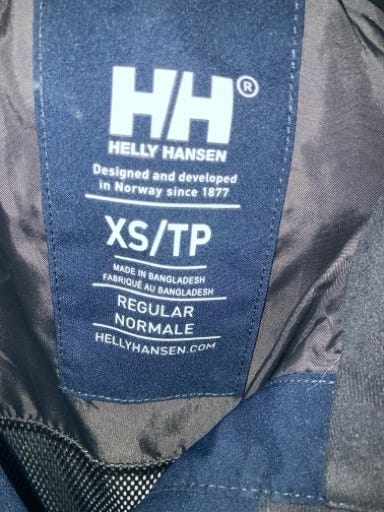 HH®
HELLY HANSEN
Designed and developed
in Norway since 1877
XS/TP
MADE IN BANGLADESH
FABRIQUÉ AU BANGLADESH
REGULAR
NORMALE
HELLYHANSEN.COM